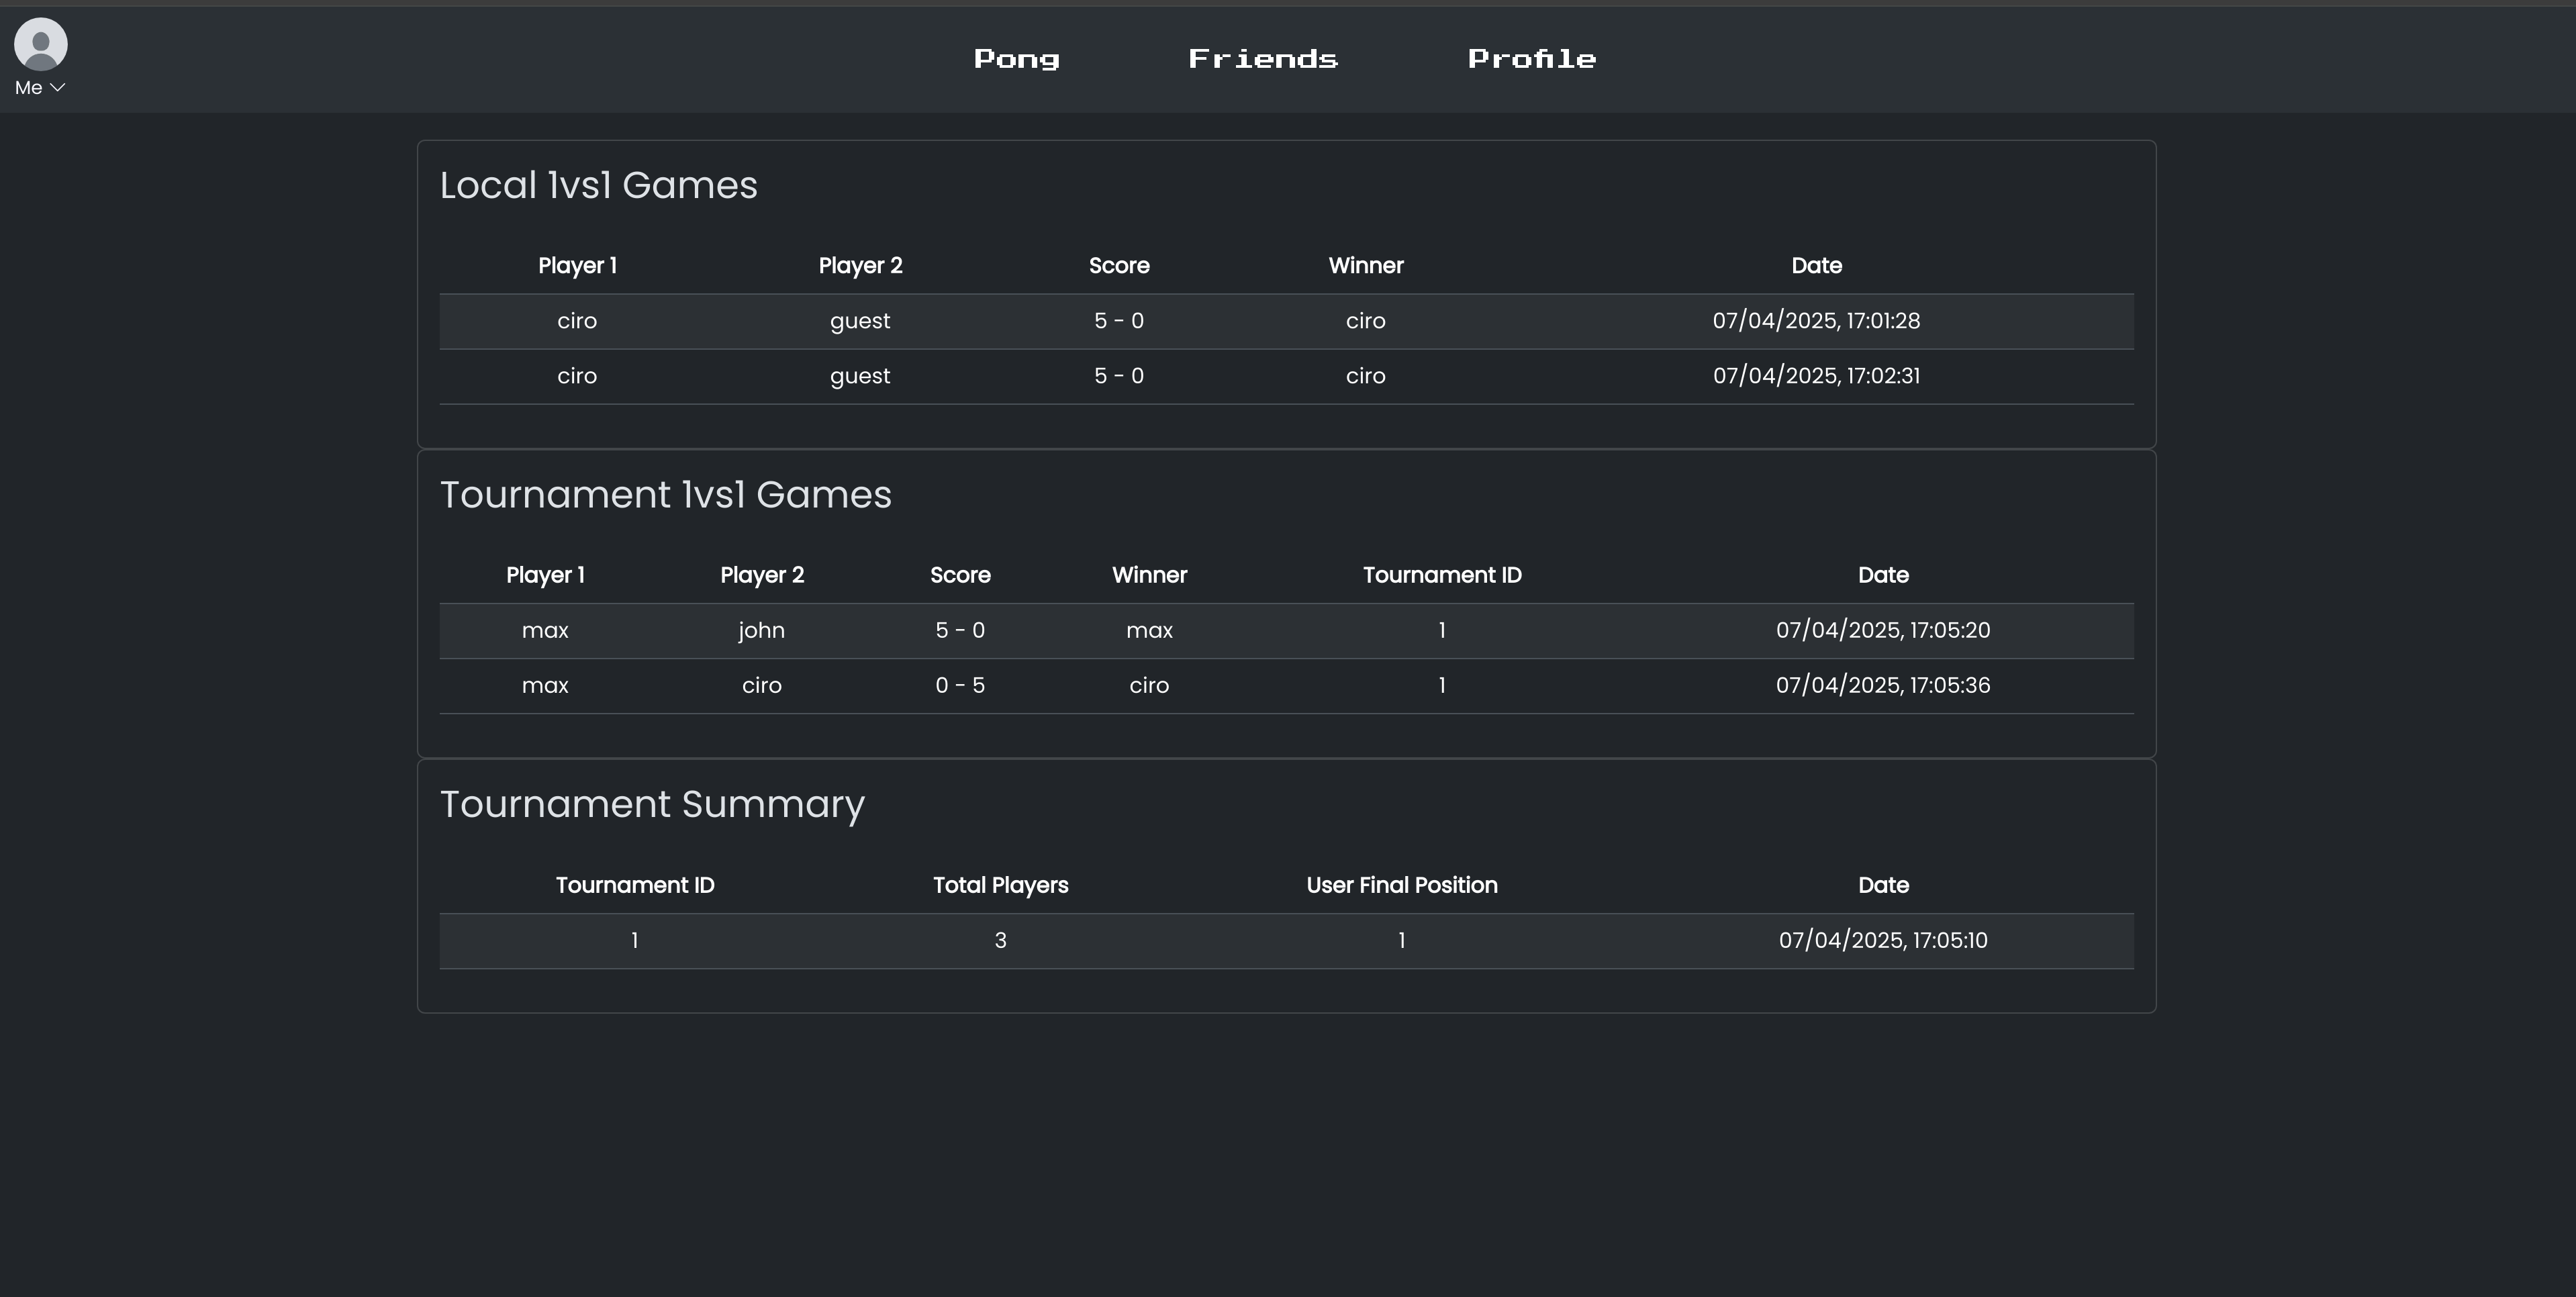 Me
Pong Friends Profile
Local 1vs1 Games
Player 1 Player 2 Score Winner Date
ciro guest 5 - 0 ciro 07/04/2025, 17:01:28
ciro guest 5 - 0 ciro 07/04/2025, 17:02:31
Tournament 1vs1 Games
Player 1 Player 2 Score Winner Tournament ID Date
max john 5 - 0 max 1 07/04/2025, 17:05:20
max ciro 0 - 5 ciro 1 07/04/2025, 17:05:36
Tournament Summary
Tournament ID Total Players User Final Position Date
1 3 1 07/04/2025, 17:05:10